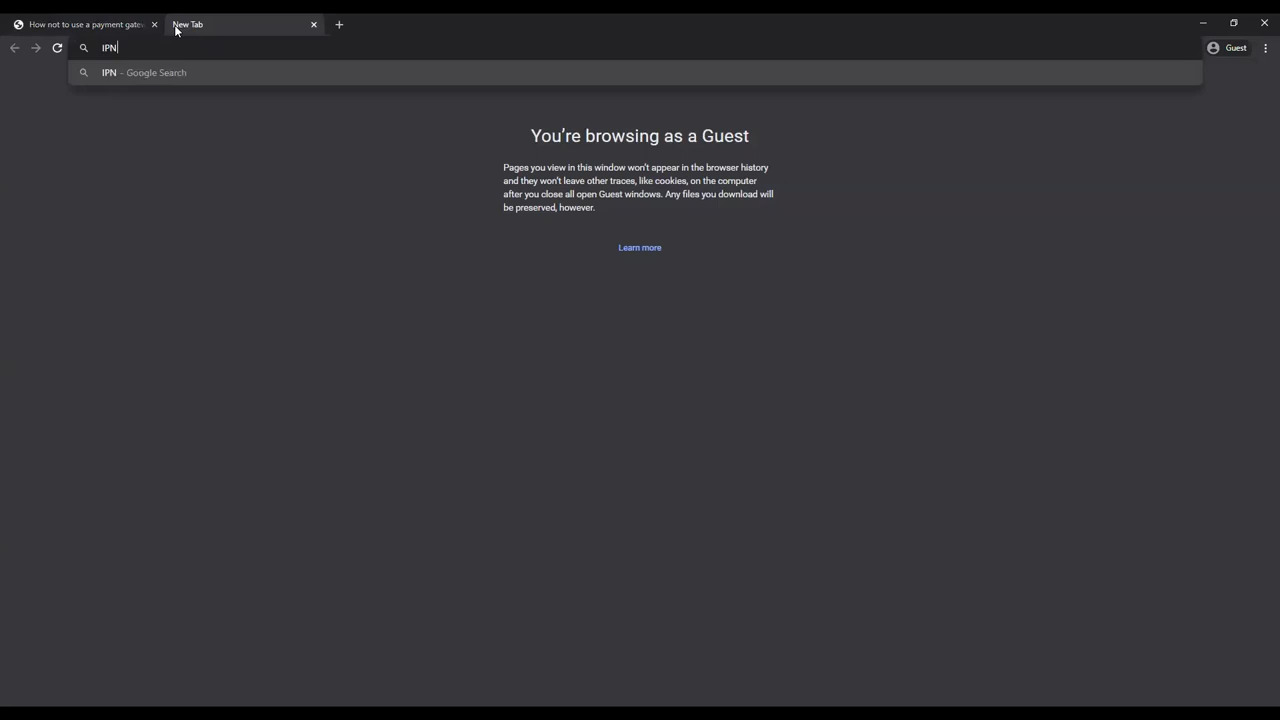 How not to use a payment gatew
New Tab
IPN
Guest
IPN - Google Search
You're browsing as a Guest
Pages you view in this window won't appear in the browser history
and they won't leave other traces, like cookies, on the computer
after you close all open Guest windows. Any files you download will
be preserved, however.
Learn more